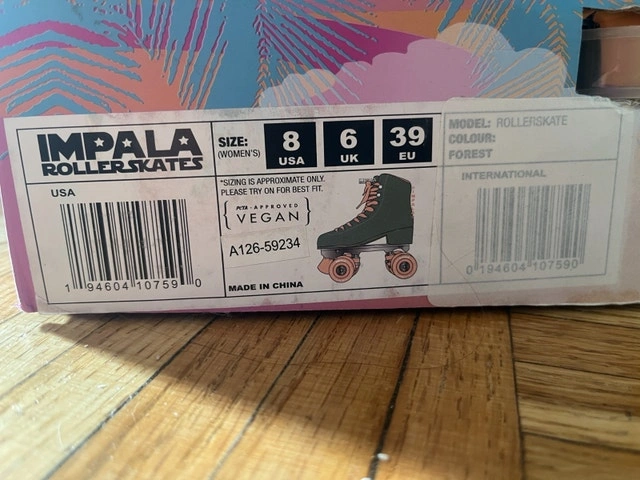 IMPALA
ROLLERSKATES
SIZE:
(WOMEN'S)
8
USA
6
UK
39
EU
MODEL: ROLLERSKATE
COLOUR:
FOREST
USA
1 94604 10759 0
*SIZING IS APPROXIMATE ONLY.
PLEASE TRY ON FOR BEST FIT.
PETA - APPROVED
VEGAN
A126-59234
MADE IN CHINA
INTERNATIONAL
0 194604 107590